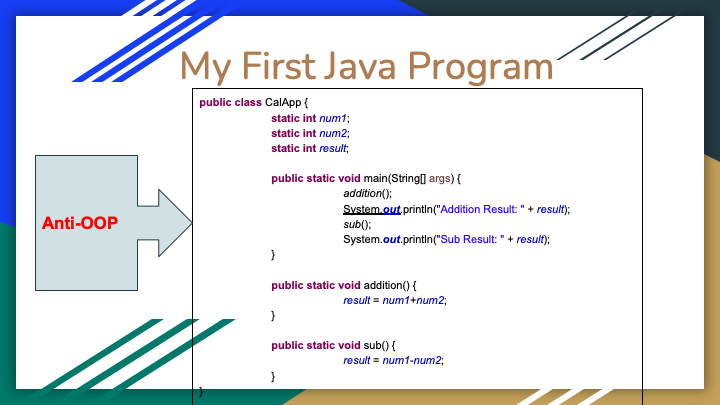 My First Java Program
Anti-OOP
public class CalApp {
static int num1;
static int num2;
static int result;
public static void main(String[] args) {
addition();
System.out.println("Addition Result: " + result);
sub();
System.out.println("Sub Result: " + result);
}
public static void addition() {
result = num1+num2;
}
public static void sub() {
result = num1-num2;
}
}